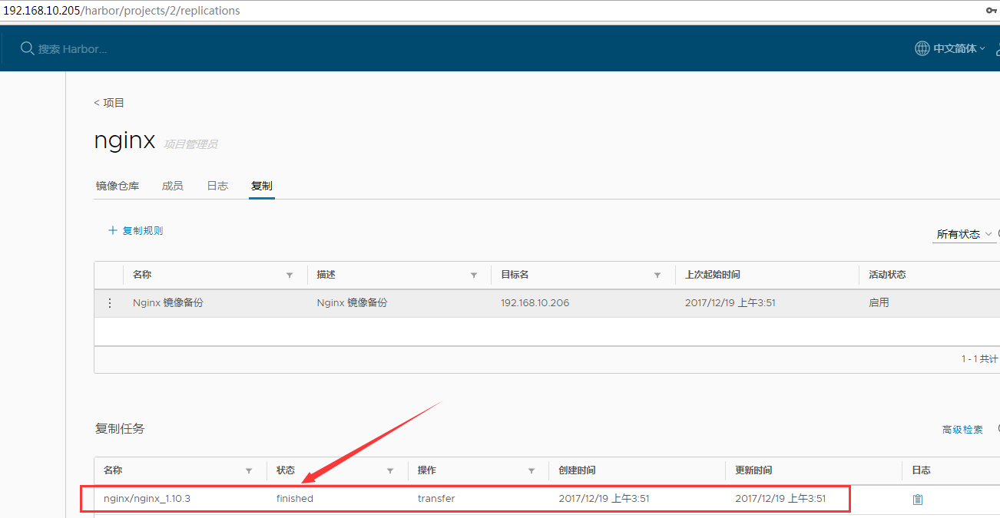 192.168.10.205/harbor/projects/2/replications
搜索 Harbor...
中文简体
< 项目
nginx 项目管理员
镜像仓库 成员 日志 复制
+ 复制规则
所有状态
名称 描述 目标名 上次起始时间 活动状态
Nginx 镜像备份 Nginx 镜像备份 192.168.10.206 2017/12/19 上午3:51 启用
1 - 1 共计
复制任务
高级检索
名称 状态 操作 创建时间 更新时间 日志
nginx/nginx_1.10.3 finished transfer 2017/12/19 上午3:51 2017/12/19 上午3:51